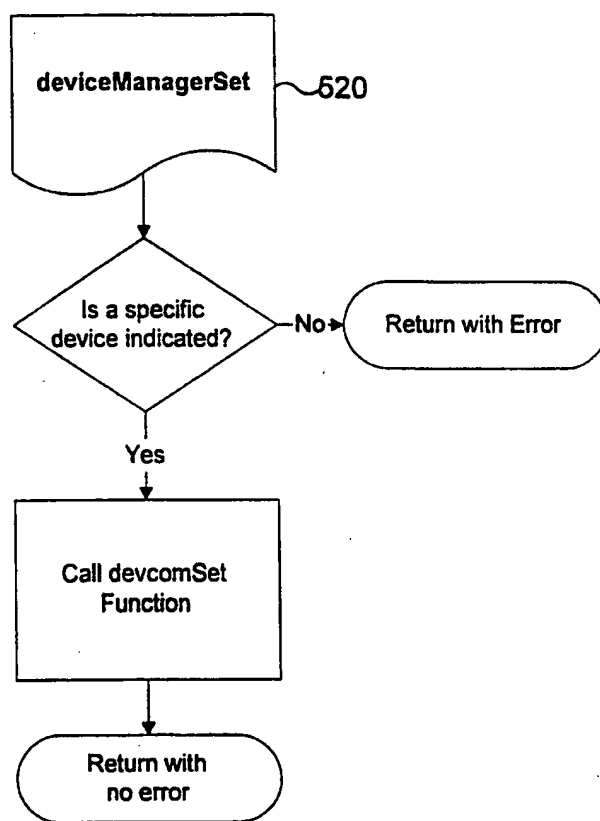 deviceManagerSet
520
Is a specific
device indicated?
No
Return with Error
Yes
Call devcomSet
Function
Return with
no error